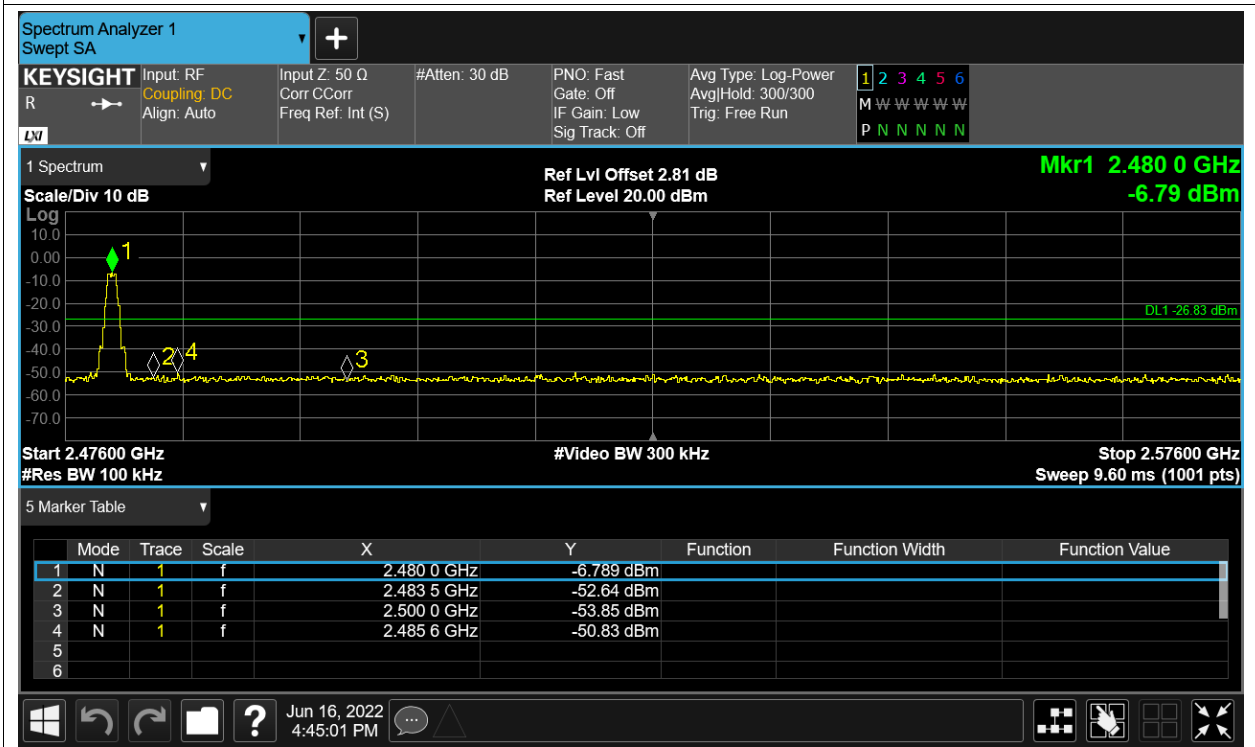 Spectrum Analyzer 1
Swept SA
KEYSIGHT
R
LXI
Input: RF
Coupling: DC
Align: Auto
Input Z: 50 Ω
Corr CCorr
Freq Ref: Int (S)
#Atten: 30 dB
PNO: Fast
Gate: Off
IF Gain: Low
Sig Track: Off
Avg Type: Log-Power
Avg|Hold: 300/300
Trig: Free Run
1 2 3 4 5 6
M W W W W W
P N N N N N
1 Spectrum
Ref Lvl Offset 2.81 dB
Mkr1 2.480 0 GHz
Scale/Div 10 dB
Ref Level 20.00 dBm
-6.79 dBm
Log
10.0
0.00
-10.0
-20.0
-30.0
-40.0
-50.0
-60.0
-70.0
1
2
4
3
DL1 -26.83 dBm
Start 2.47600 GHz
#Video BW 300 kHz
Stop 2.57600 GHz
#Res BW 100 kHz
Sweep 9.60 ms (1001 pts)
5 Marker Table
Mode Trace Scale X Y Function Function Width Function Value
1 N 1 f 2.480 0 GHz -6.789 dBm
2 N 1 f 2.483 5 GHz -52.64 dBm
3 N 1 f 2.500 0 GHz -53.85 dBm
4 N 1 f 2.485 6 GHz -50.83 dBm
5
6
?
Jun 16, 2022
4:45:01 PM